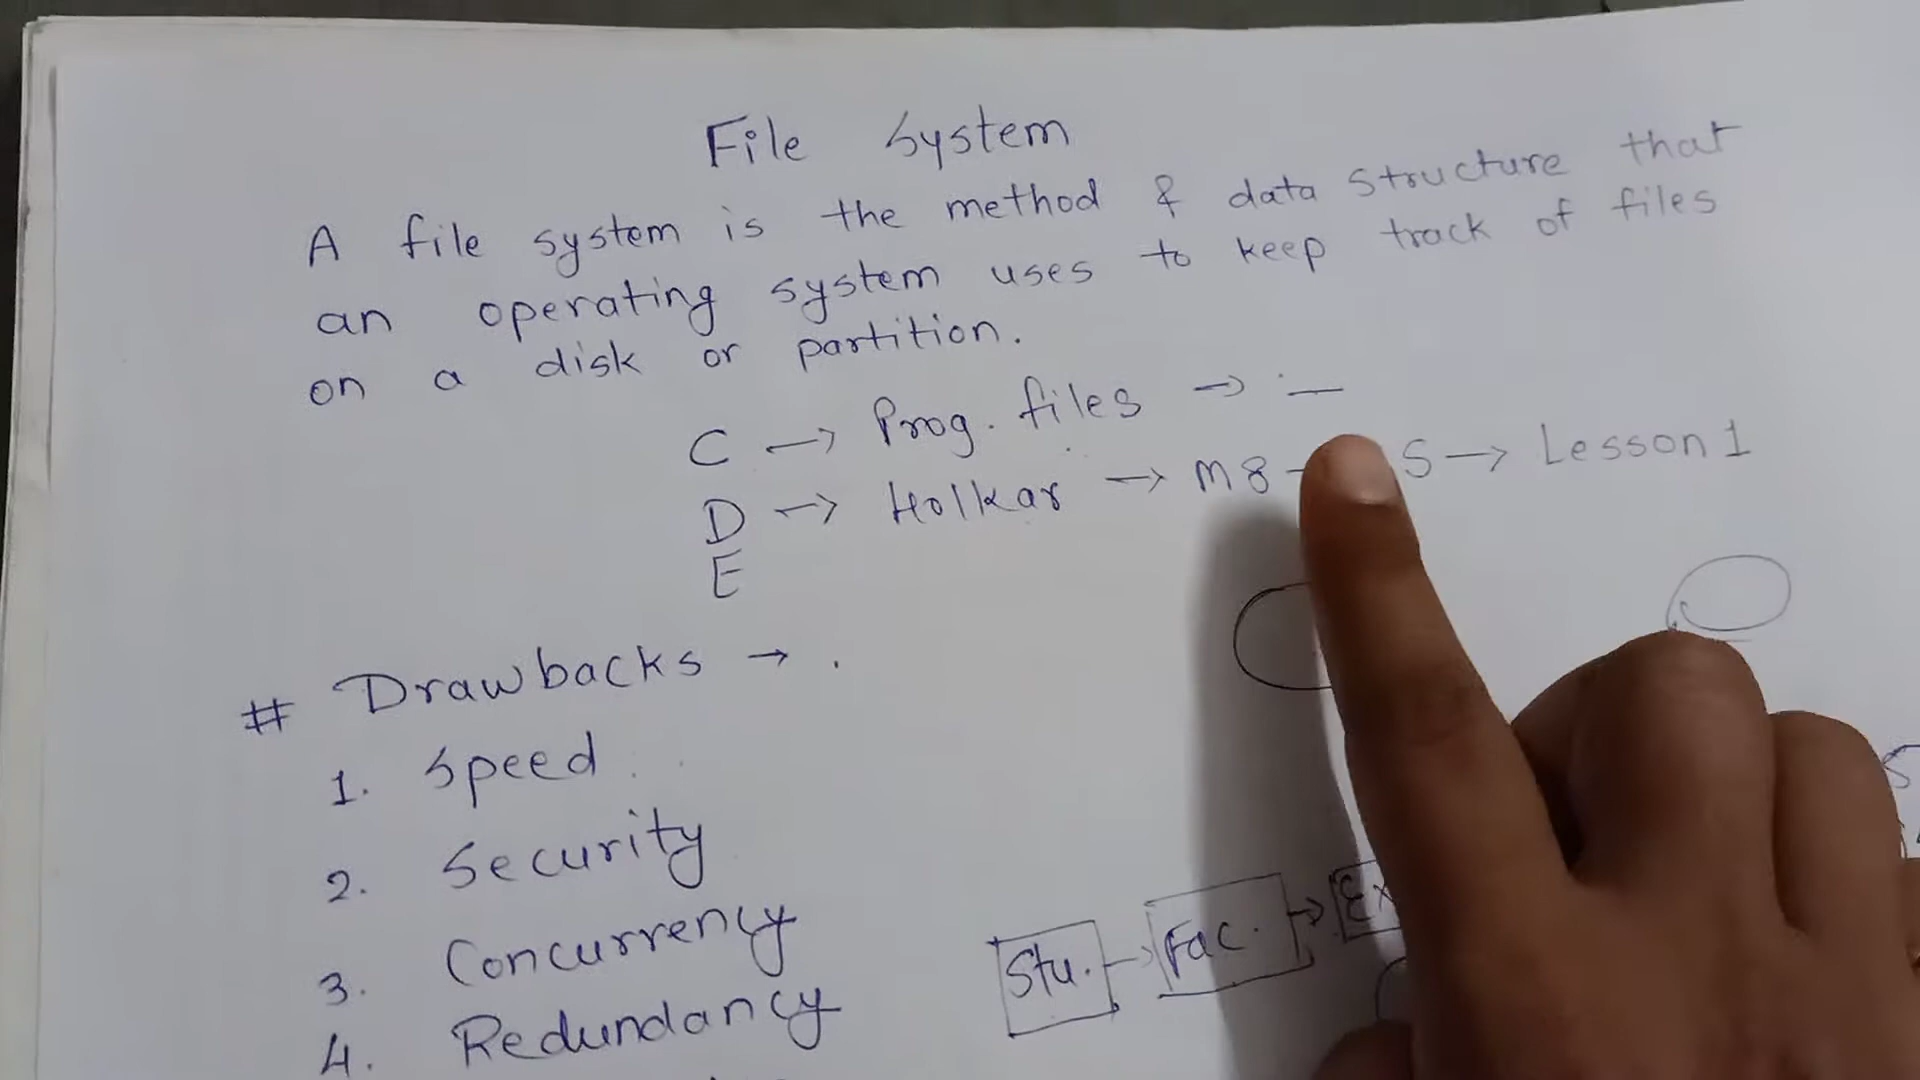 File System
A file system is the method & data structure that
an operating system uses to keep track of files
on a disk or partition.
C → Prog. files → :—
D → Holkar → M8 → S → Lesson 1
E
# Drawbacks → .
1. Speed
2. Security
3. Concurrency
4. Redundancy
Stu. → Fac. → Ex